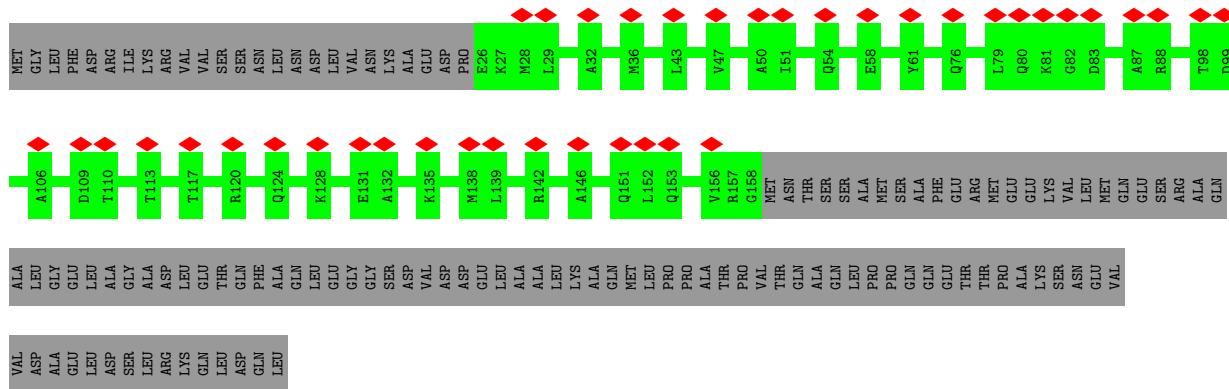 MET GLY LEU PHE ASP ARG ILE LYS ARG VAL VAL SER SER ASN LEU ASN ASP LEU VAL ASN LYS ALA GLU ASP PRO E26 K27 M28 L29 A32 M36 L43 V47 A50 I51 Q54 E58 Y61 Q76 L79 Q80 K81 G82 D83 A87 R88 T98 D99
A106 D109 T110 T113 T117 R120 Q124 K128 E131 A132 K135 M138 L139 R142 A146 Q151 L152 Q153 V156 R157 G158 MET ASN THR SER SER ALA MET SER ALA PHE GLU ARG MET GLU GLU LYS VAL LEU MET GLN GLU SER ARG ALA GLN
ALA LEU GLY GLU LEU ALA GLY ALA ASP LEU GLU THR GLN PHE ALA GLN LEU GLU GLY GLY SER ASP VAL ASP ASP GLU LEU ALA ALA LEU LYS ALA GLN MET LEU PRO PRO ALA THR PRO VAL THR GLN ALA GLN LEU PRO PRO GLN GLN GLU THR THR PRO ALA LYS SER ASN GLU VAL
VAL ASP ALA GLU LEU ASP SER LEU ARG LYS GLN LEU ASP GLN LEU